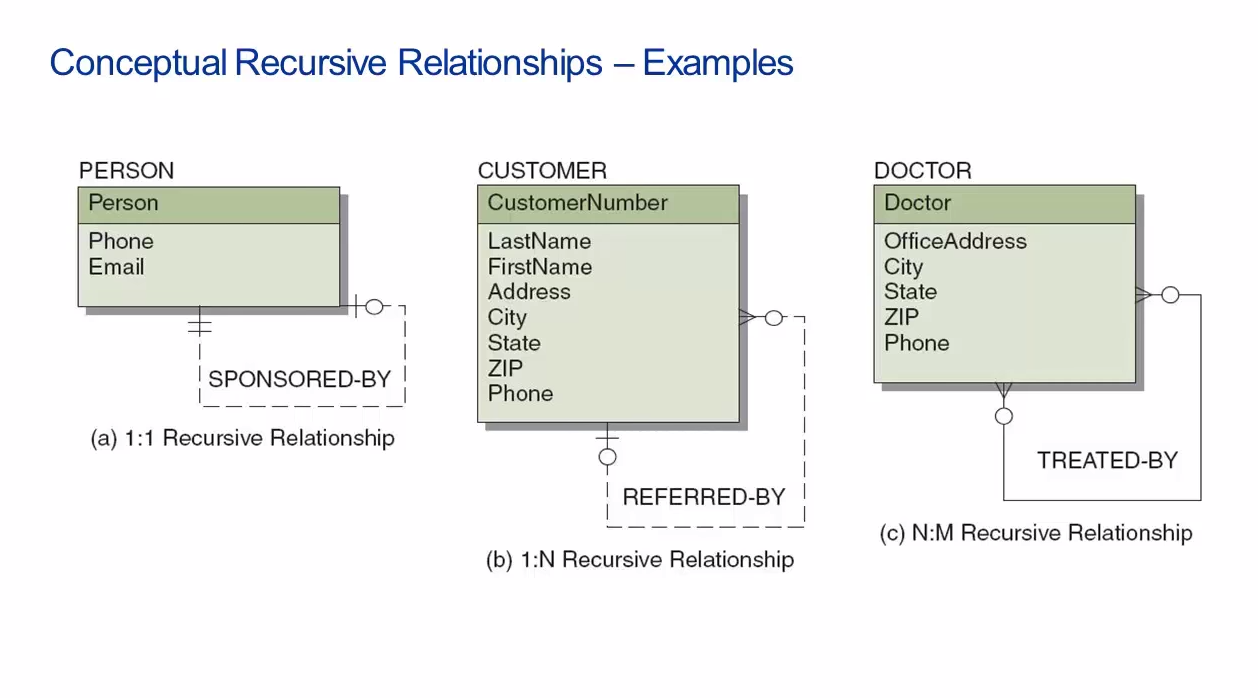 Conceptual Recursive Relationships – Examples
PERSON
Person
Phone
Email
SPONSORED-BY
(a) 1:1 Recursive Relationship
CUSTOMER
CustomerNumber
LastName
FirstName
Address
City
State
ZIP
Phone
REFERRED-BY
(b) 1:N Recursive Relationship
DOCTOR
Doctor
OfficeAddress
City
State
ZIP
Phone
TREATED-BY
(c) N:M Recursive Relationship